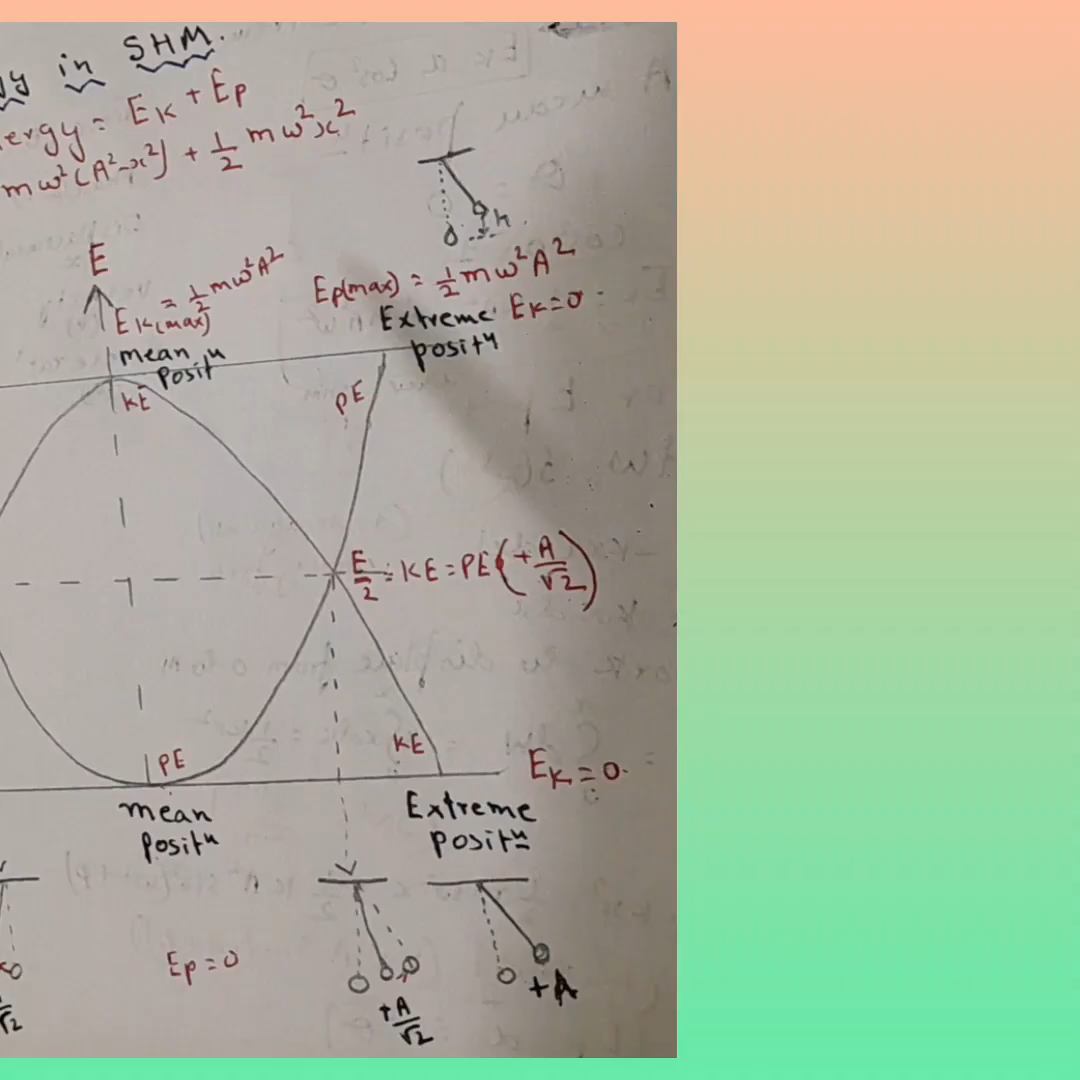 gy in SHM.
ergy = EK + EP
mω²(A²-x²) + 1/2 mω²x²
h
E
EK(max) = 1/2 mω²A²
mean positⁿ
EP(max) = 1/2 mω²A²
Extreme positⁿ EK=0
KE
PE
E/2 = KE = PE (+A/√2)
KE
EK = 0.
PE
mean positⁿ
Extreme positⁿ
EP = 0
+A/√2
+A
√2